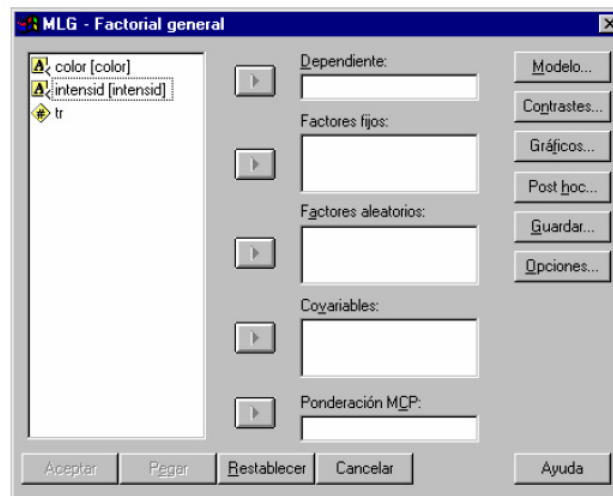 MLG - Factorial general
color [color]
intensid [intensid]
tr
Dependiente:
Factores fijos:
Factores aleatorios:
Covariables:
Ponderación MCP:
Modelo...
Contrastes...
Gráficos...
Post hoc...
Guardar...
Opciones...
Aceptar
Pegar
Restablecer
Cancelar
Ayuda